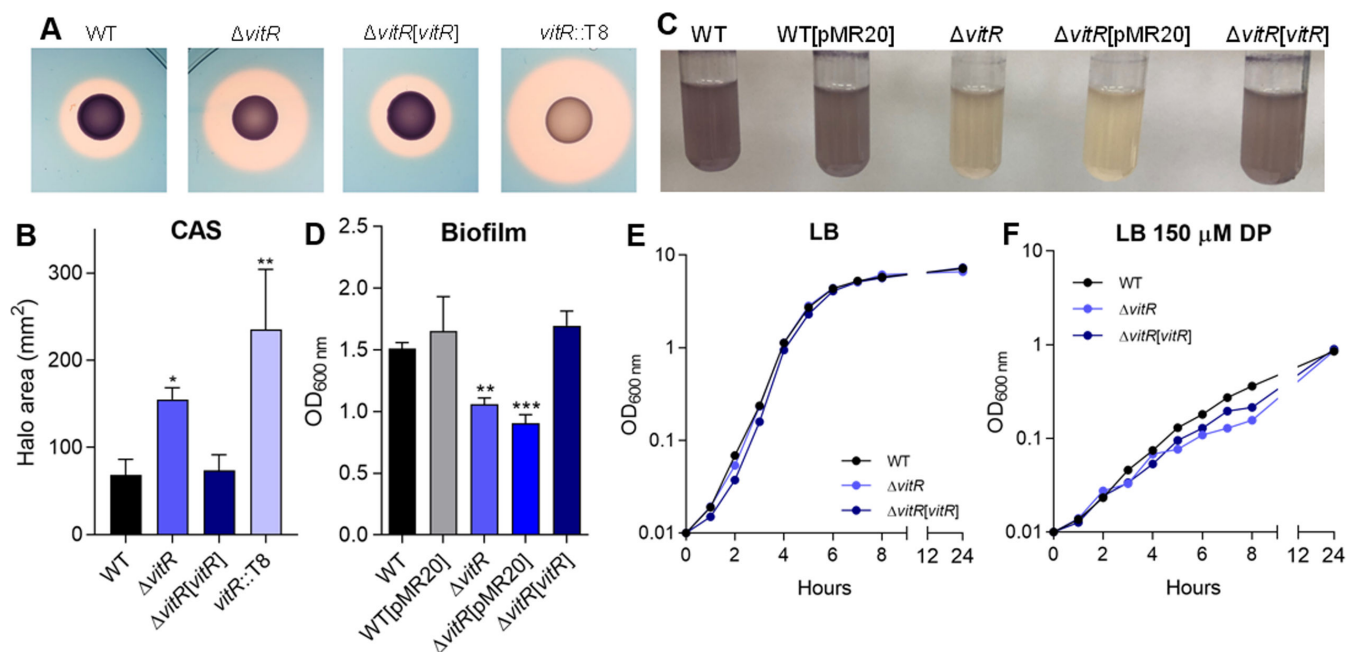 A
WT
ΔvitR
ΔvitR[vitR]
vitR::T8
C
WT
WT[pMR20]
ΔvitR
ΔvitR[pMR20]
ΔvitR[vitR]
B
CAS
Halo area (mm²)
300
200
100
0
*
**
WT
ΔvitR
ΔvitR[vitR]
vitR::T8
D
Biofilm
OD600 nm
2.5
2.0
1.5
1.0
0.5
0.0
**
***
WT
WT[pMR20]
ΔvitR
ΔvitR[pMR20]
ΔvitR[vitR]
E
LB
OD600 nm
10
1
0.1
0.01
WT
ΔvitR
ΔvitR[vitR]
0 2 4 6 8 12 24
Hours
F
LB 150 µM DP
OD600 nm
10
1
0.1
0.01
WT
ΔvitR
ΔvitR[vitR]
0 2 4 6 8 12 24
Hours